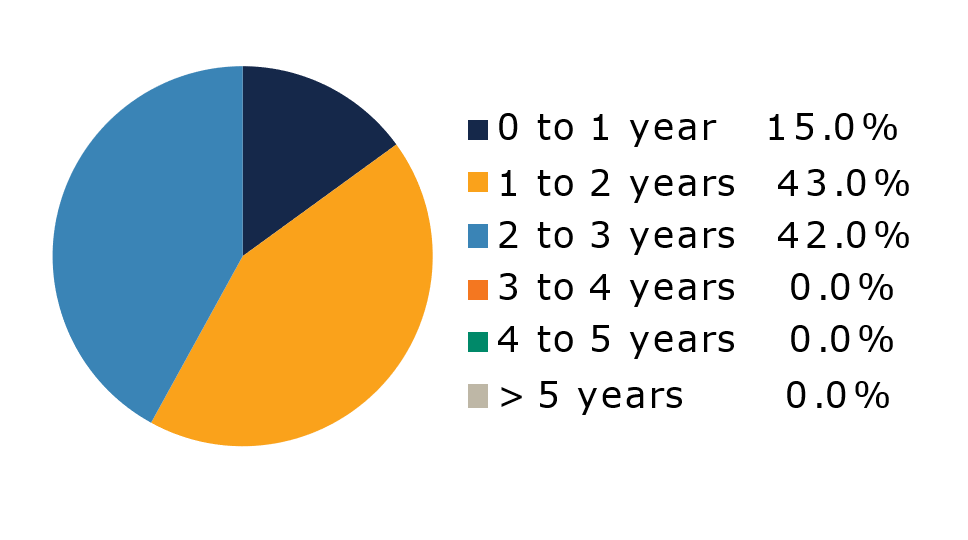 0 to 1 year 15.0%
1 to 2 years 43.0%
2 to 3 years 42.0%
3 to 4 years 0.0%
4 to 5 years 0.0%
> 5 years 0.0%